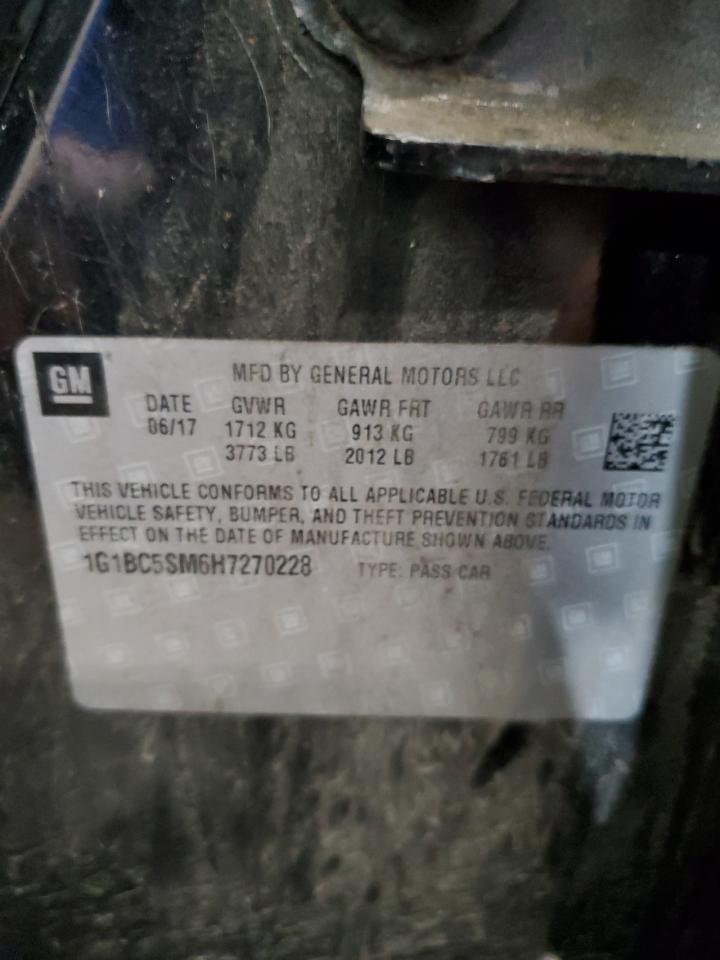 GM
MFD BY GENERAL MOTORS LLC
DATE GVWR GAWR FRT GAWR RR
06/17 1712 KG 913 KG 799 KG
3773 LB 2012 LB 1761 LB
THIS VEHICLE CONFORMS TO ALL APPLICABLE U.S. FEDERAL MOTOR
VEHICLE SAFETY, BUMPER, AND THEFT PREVENTION STANDARDS IN
EFFECT ON THE DATE OF MANUFACTURE SHOWN ABOVE.
1G1BC5SM6H7270228 TYPE: PASS CAR